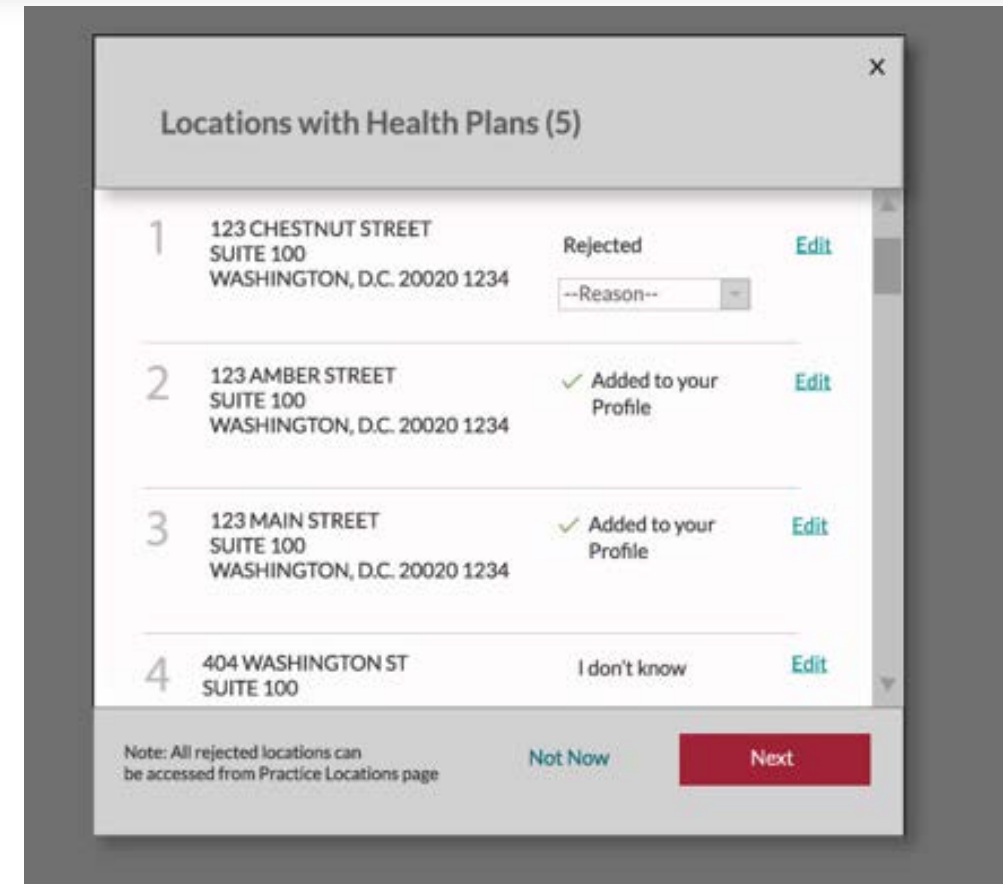 X
Locations with Health Plans (5)
1
123 CHESTNUT STREET
SUITE 100
WASHINGTON, D.C. 20020 1234
Rejected
--Reason--
Edit
2
123 AMBER STREET
SUITE 100
WASHINGTON, D.C. 20020 1234
Added to your
Profile
Edit
3
123 MAIN STREET
SUITE 100
WASHINGTON, D.C. 20020 1234
Added to your
Profile
Edit
4
404 WASHINGTON ST
SUITE 100
I don't know
Edit
Note: All rejected locations can
be accessed from Practice Locations page
Not Now
Next